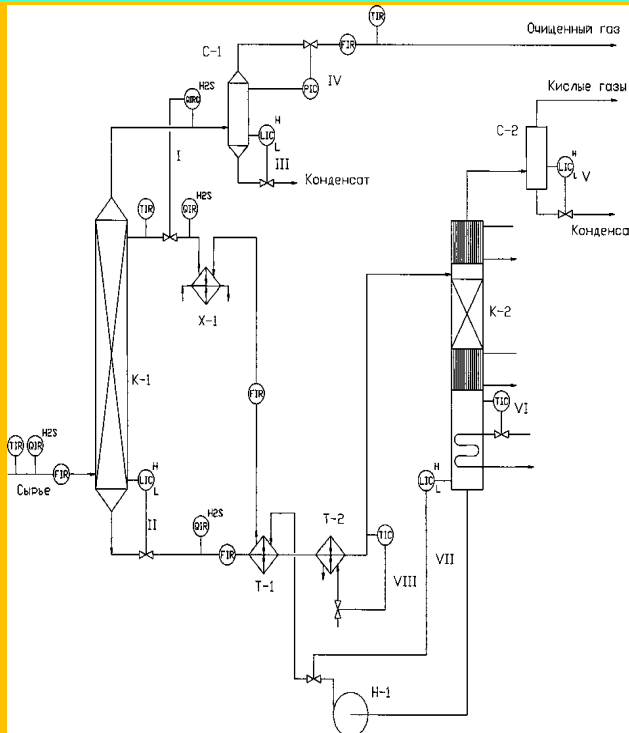 TIR
Очищенный газ
С-1
FIR
H2S
QIRC
IV
PIC
Кислые газы
H
LIC
L
С-2
I
III
H
LIC
L
V
Конденсат
Конденса
TIR
QIR
H2S
Х-1
К-2
К-1
FIR
TIC
VI
H2S
TIR
QIR
FIR
H
LIC
L
H
LIC
L
Сырье
II
H2S
QIR
Т-2
VII
FIR
TIC
Т-1
VIII
Н-1